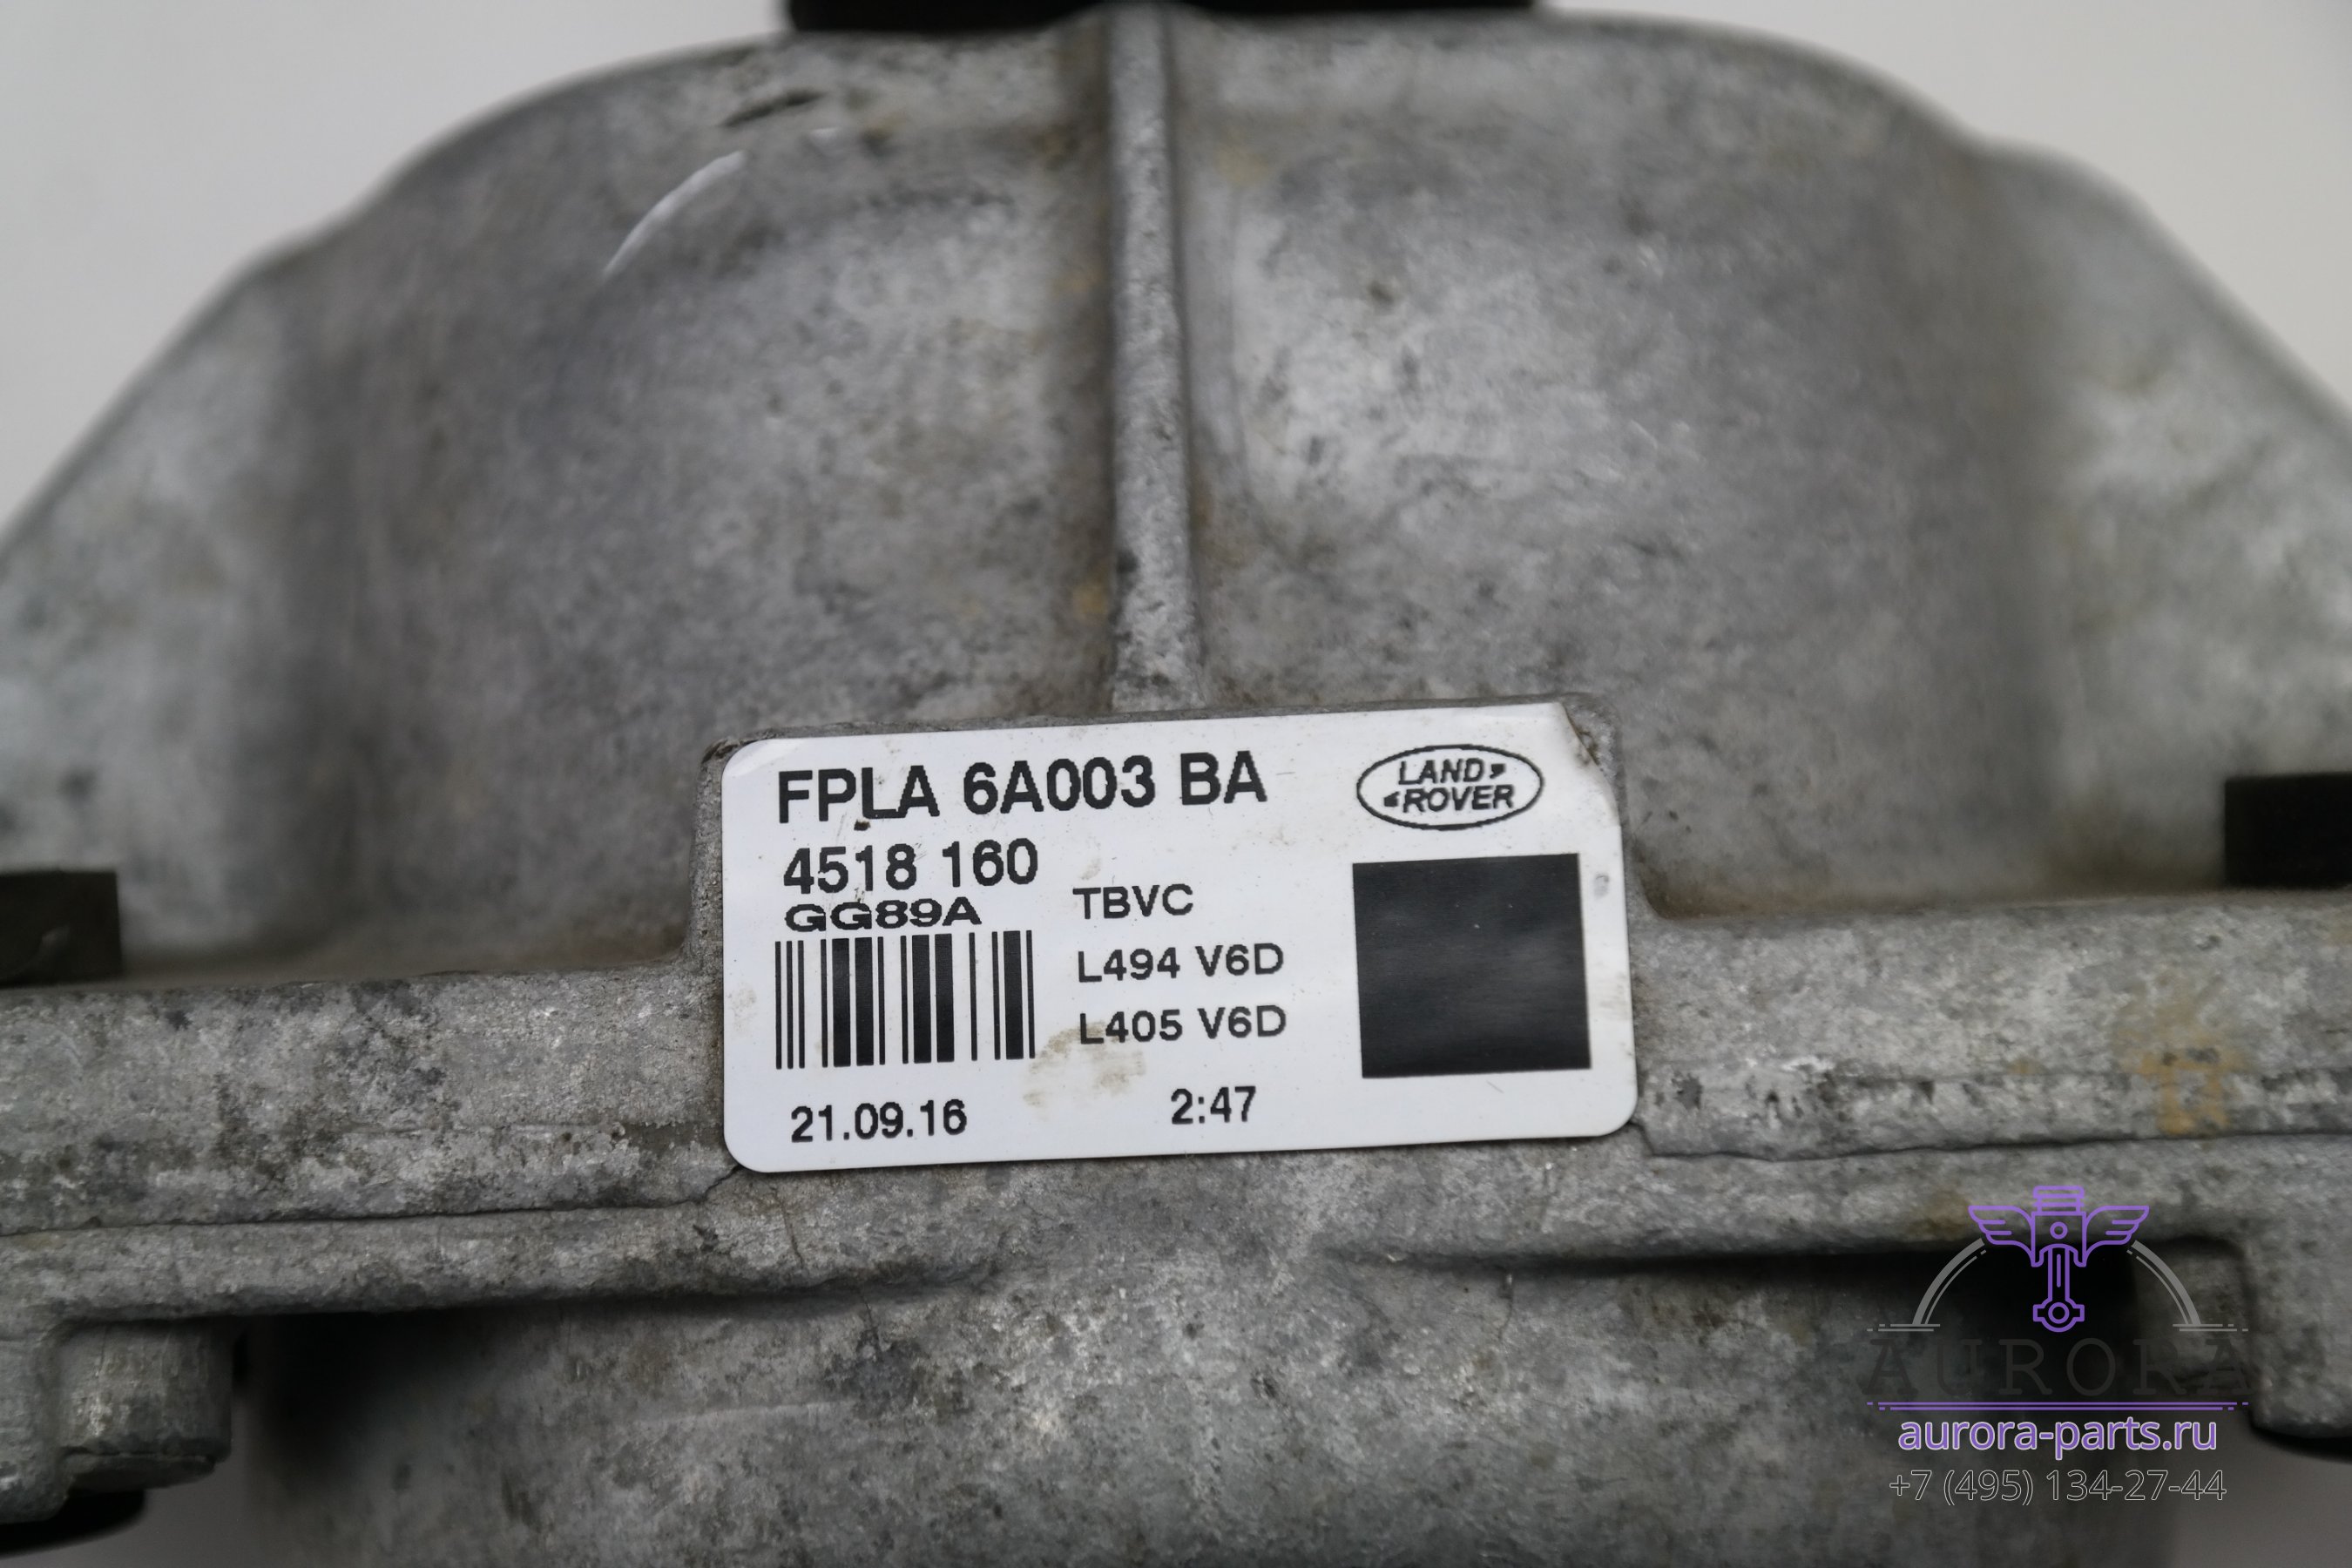 FPLA 6A003 BA
LAND
ROVER
4518 160
GG89A
TBVC
L494 V6D
L405 V6D
21.09.16 2:47
AURORA
aurora-parts.ru
+7 (495) 134-27-44